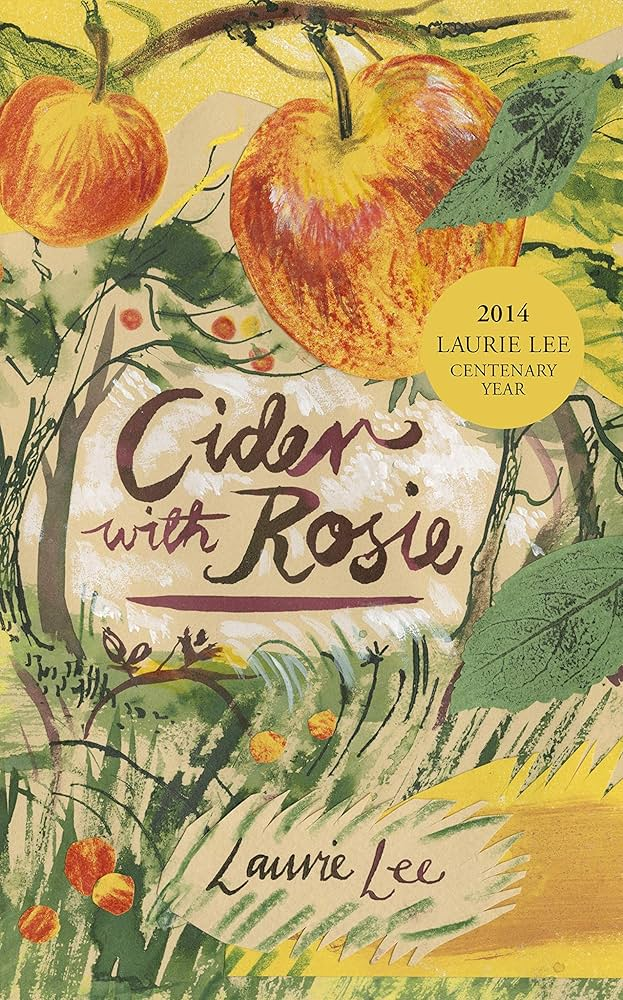 2014
LAURIE LEE
CENTENARY
YEAR
Cider
with Rosie
Laurie Lee